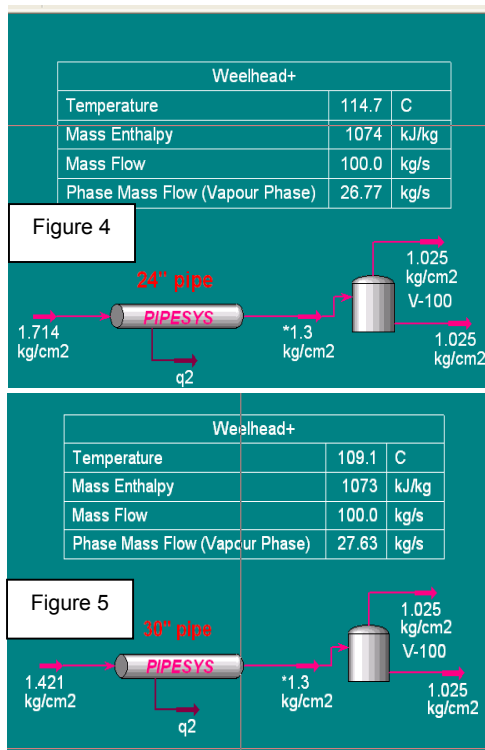 Weelhead+
Temperature 114.7 C
Mass Enthalpy 1074 kJ/kg
Mass Flow 100.0 kg/s
Phase Mass Flow (Vapour Phase) 26.77 kg/s
Figure 4
24" pipe
PIPESYS
1.714
kg/cm2
q2
*1.3
kg/cm2
1.025
kg/cm2
V-100
1.025
kg/cm2
Weelhead+
Temperature 109.1 C
Mass Enthalpy 1073 kJ/kg
Mass Flow 100.0 kg/s
Phase Mass Flow (Vapour Phase) 27.63 kg/s
Figure 5
30" pipe
PIPESYS
1.421
kg/cm2
q2
*1.3
kg/cm2
1.025
kg/cm2
V-100
1.025
kg/cm2